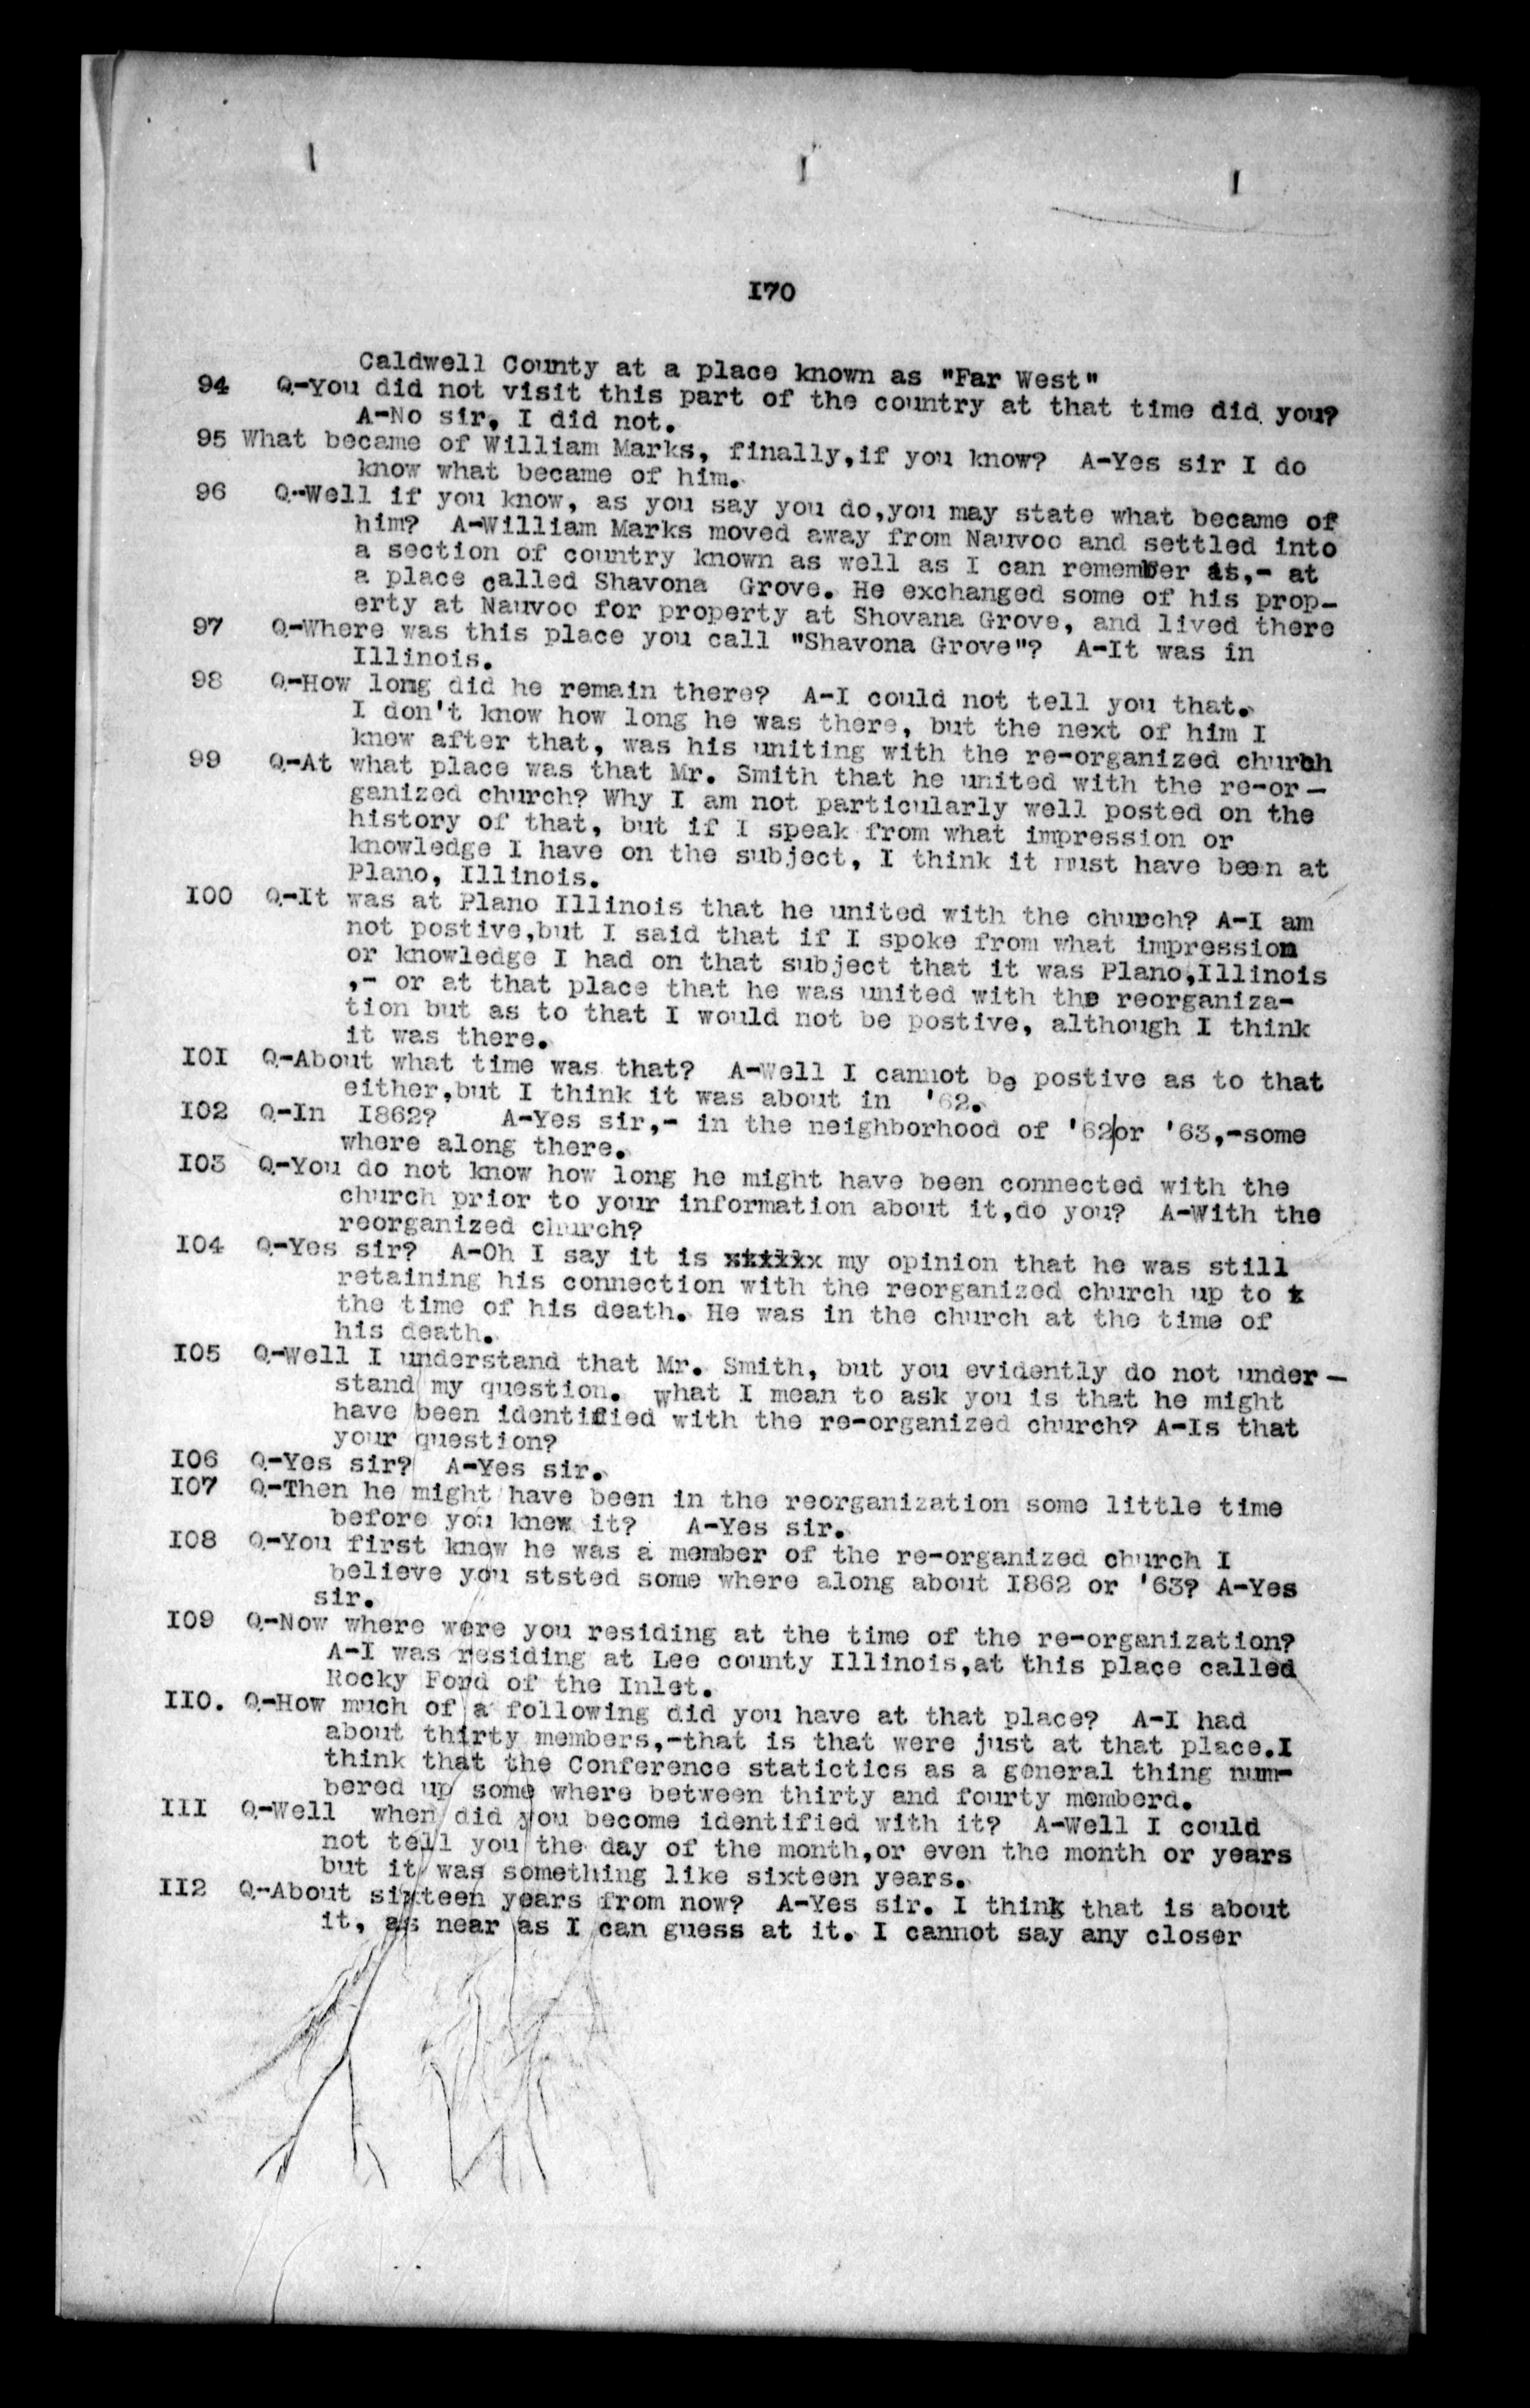 I70
Caldwell County at a place known as "Far West"
94 Q-You did not visit this part of the country at that time did you?
A-No sir, I did not.
95 What became of William Marks, finally,if you know? A-Yes sir I do
know what became of him.
96 Q-Well if you know, as you say you do,you may state what became of
him? A-William Marks moved away from Nauvoo and settled into
a section of country known as well as I can remember as,- at
a place called Shavona Grove. He exchanged some of his prop-
erty at Nauvoo for property at Shovana Grove, and lived there
97 Q-Where was this place you call "Shavona Grove"? A-It was in
Illinois.
98 Q-How long did he remain there? A-I could not tell you that.
I don't know how long he was there, but the next of him I
knew after that, was his uniting with the re-organized church
99 Q-At what place was that Mr. Smith that he united with the re-or-
ganized church? Why I am not particularly well posted on the
history of that, but if I speak from what impression or
knowledge I have on the subject, I think it must have been at
Plano, Illinois.
I00 Q-It was at Plano Illinois that he united with the church? A-I am
not postive,but I said that if I spoke from what impression
or knowledge I had on that subject that it was Plano,Illinois
,- or at that place that he was united with the reorganiza-
tion but as to that I would not be postive, although I think
it was there.
I0I Q-About what time was that? A-Well I cannot be postive as to that
either,but I think it was about in '62.
I02 Q-In I862? A-Yes sir,- in the neighborhood of '62/or '63,-some
where along there.
I03 Q-You do not know how long he might have been connected with the
church prior to your information about it,do you? A-With the
reorganized church?
I04 Q-Yes sir? A-Oh I say it is xxxxxx my opinion that he was still
retaining his connection with the reorganized church up to x
the time of his death. He was in the church at the time of
his death.
I05 Q-Well I understand that Mr. Smith, but you evidently do not under-
stand my question. What I mean to ask you is that he might
have been identified with the re-organized church? A-Is that
your question?
I06 Q-Yes sir? A-Yes sir.
I07 Q-Then he might have been in the reorganization some little time
before you knew it? A-Yes sir.
I08 Q-You first knew he was a member of the re-organized church I
believe you ststed some where along about I862 or '63? A-Yes
sir.
I09 Q-Now where were you residing at the time of the re-organization?
A-I was residing at Lee county Illinois,at this place called
Rocky Ford of the Inlet.
II0. Q-How much of a following did you have at that place? A-I had
about thirty members,-that is that were just at that place.I
think that the Conference statictics as a general thing num-
bered up some where between thirty and fourty memberd.
III Q-Well when did you become identified with it? A-Well I could
not tell you the day of the month,or even the month or years
but it was something like sixteen years.
II2 Q-About sixteen years from now? A-Yes sir. I think that is about
it, as near as I can guess at it. I cannot say any closer